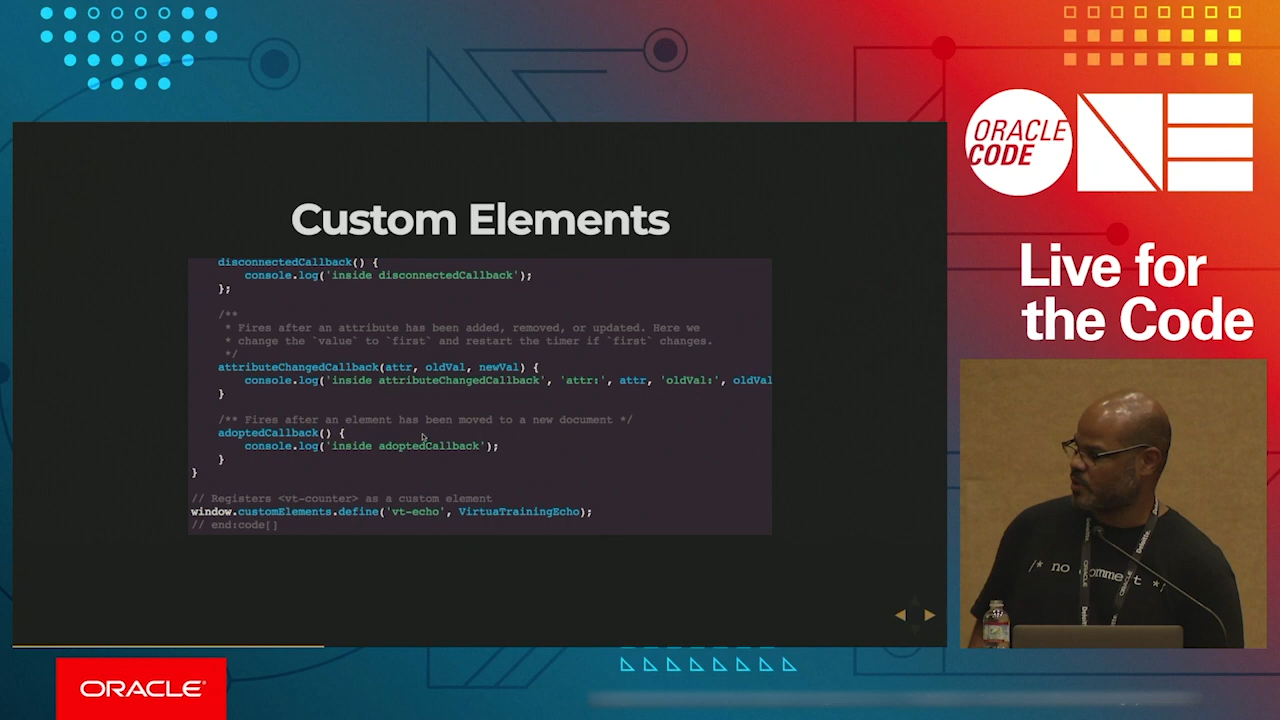 ORACLE
CODE
ONE
Live for
the Code
Custom Elements
disconnectedCallback() {
console.log('inside disconnectedCallback');
};
/**
* Fires after an attribute has been added, removed, or updated. Here we
* change the `value` to `first` and restart the timer if `first` changes.
*/
attributeChangedCallback(attr, oldVal, newVal) {
console.log('inside attributeChangedCallback', 'attr:', attr, 'oldVal:', oldVal
}
/** Fires after an element has been moved to a new document */
adoptedCallback() {
console.log('inside adoptedCallback');
}
}
// Registers <vt-counter> as a custom element
window.customElements.define('vt-echo', VirtuaTrainingEcho);
// end:code[]
/* no comment */
Deloitte.
ORACLE
ORACLE